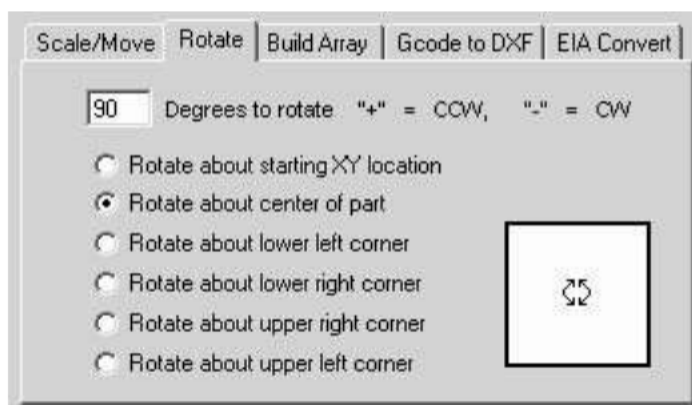 Scale/Move Rotate Build Array Gcode to DXF EIA Convert
90 Degrees to rotate "+" = CCW, "-" = CW
Rotate about starting XY location
Rotate about center of part
Rotate about lower left corner
Rotate about lower right corner
Rotate about upper right corner
Rotate about upper left corner